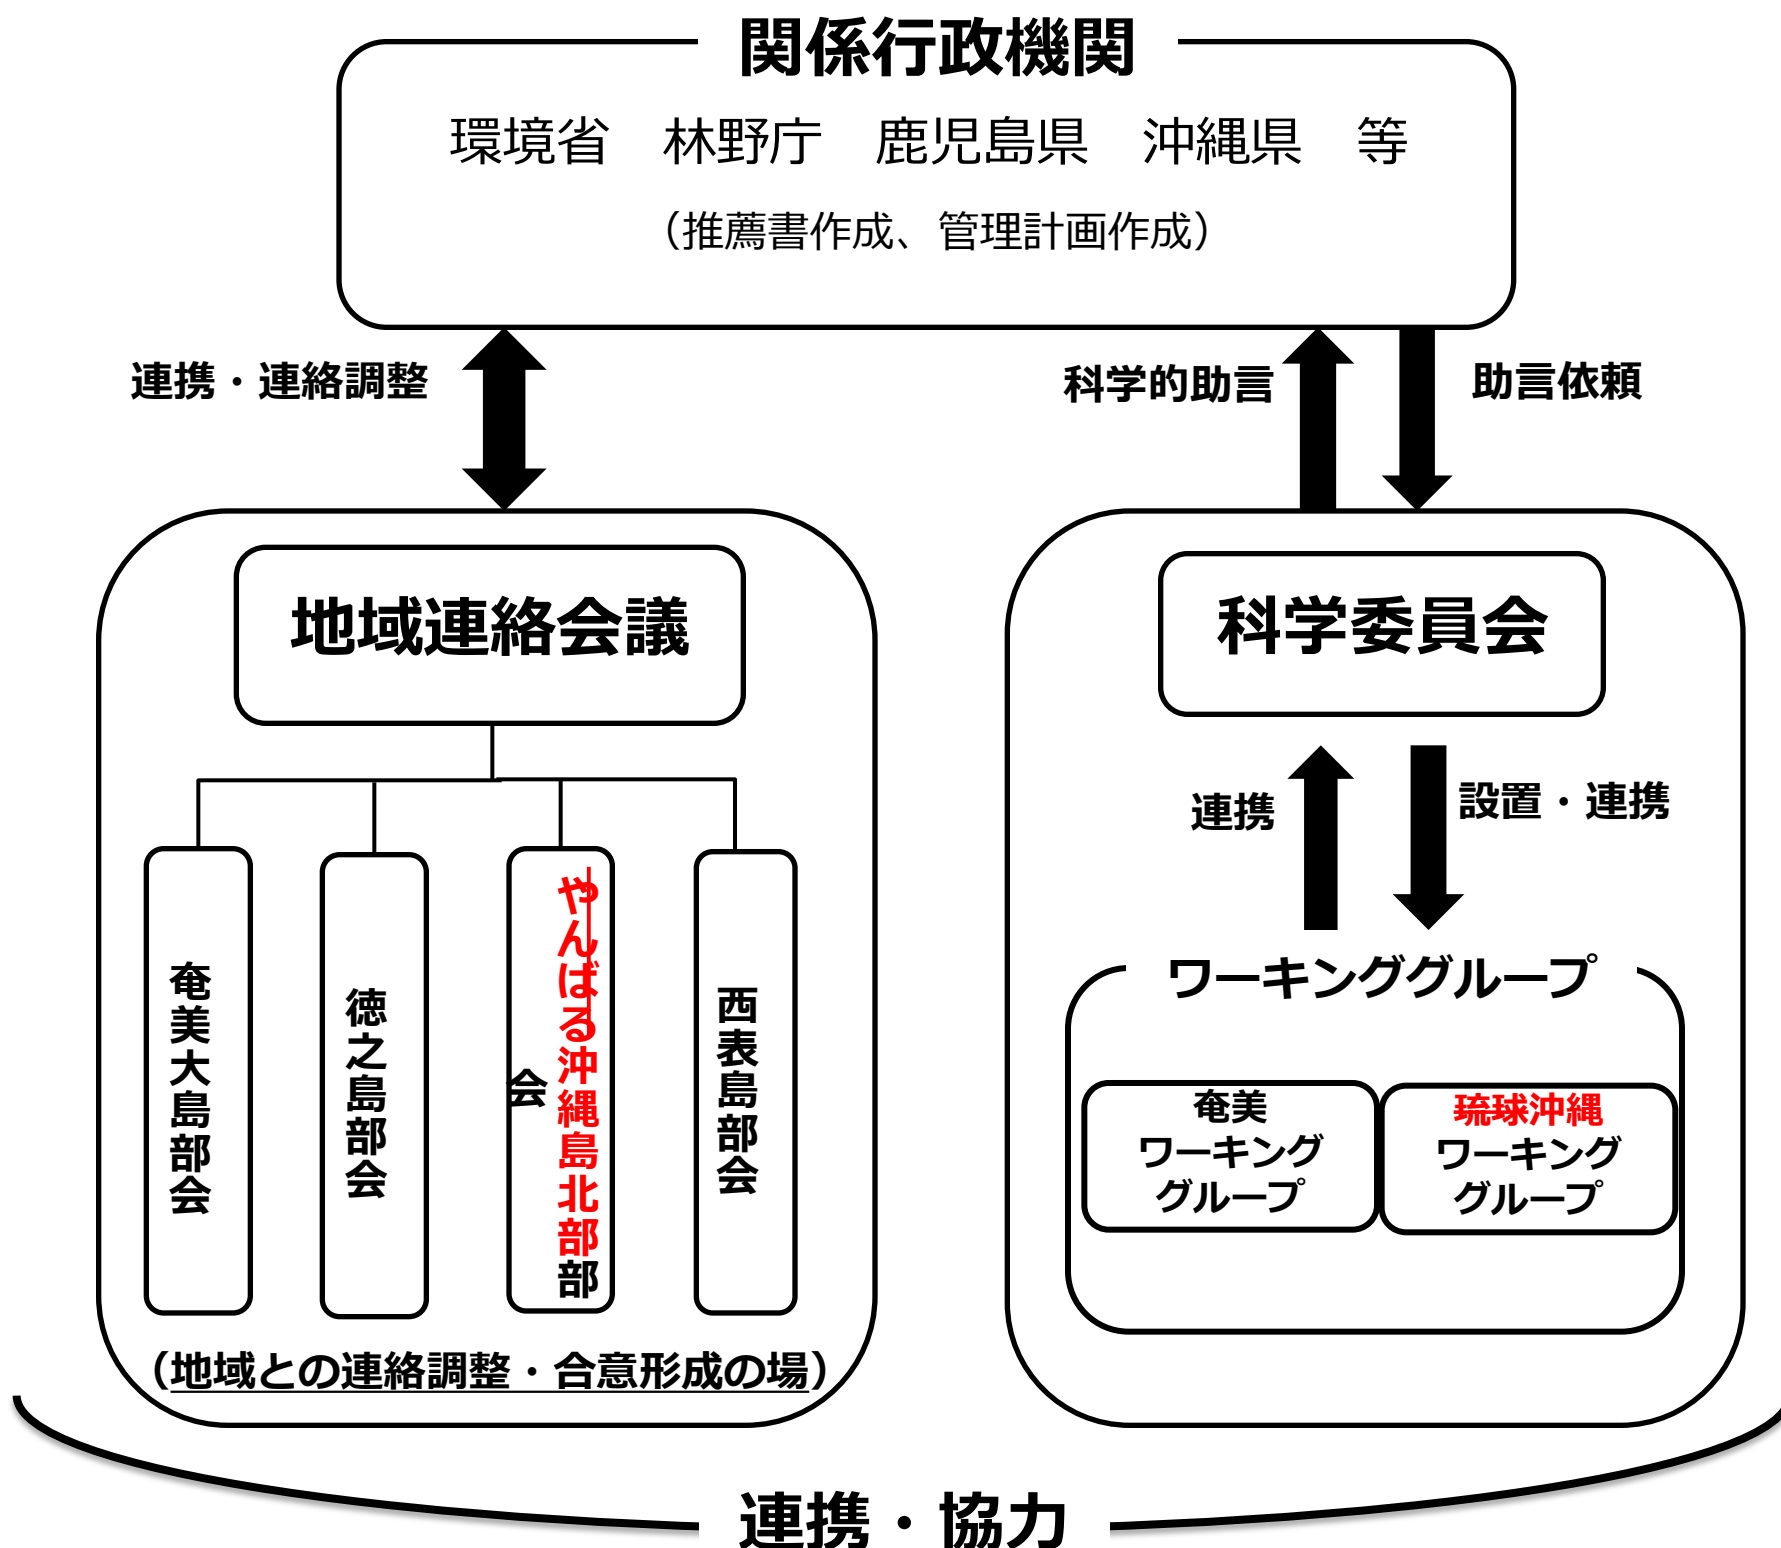 関係行政機関
環境省　林野庁　鹿児島県　沖縄県　等
（推薦書作成、管理計画作成）
連携・連絡調整
科学的助言
助言依頼
地域連絡会議
奄美大島部会
徳之島部会
やんばる沖縄島北部部
会
西表島部会
（地域との連絡調整・合意形成の場）
科学委員会
連携
設置・連携
ワーキンググループ
奄美
ワーキング
グループ
琉球沖縄
ワーキング
グループ
連携・協力